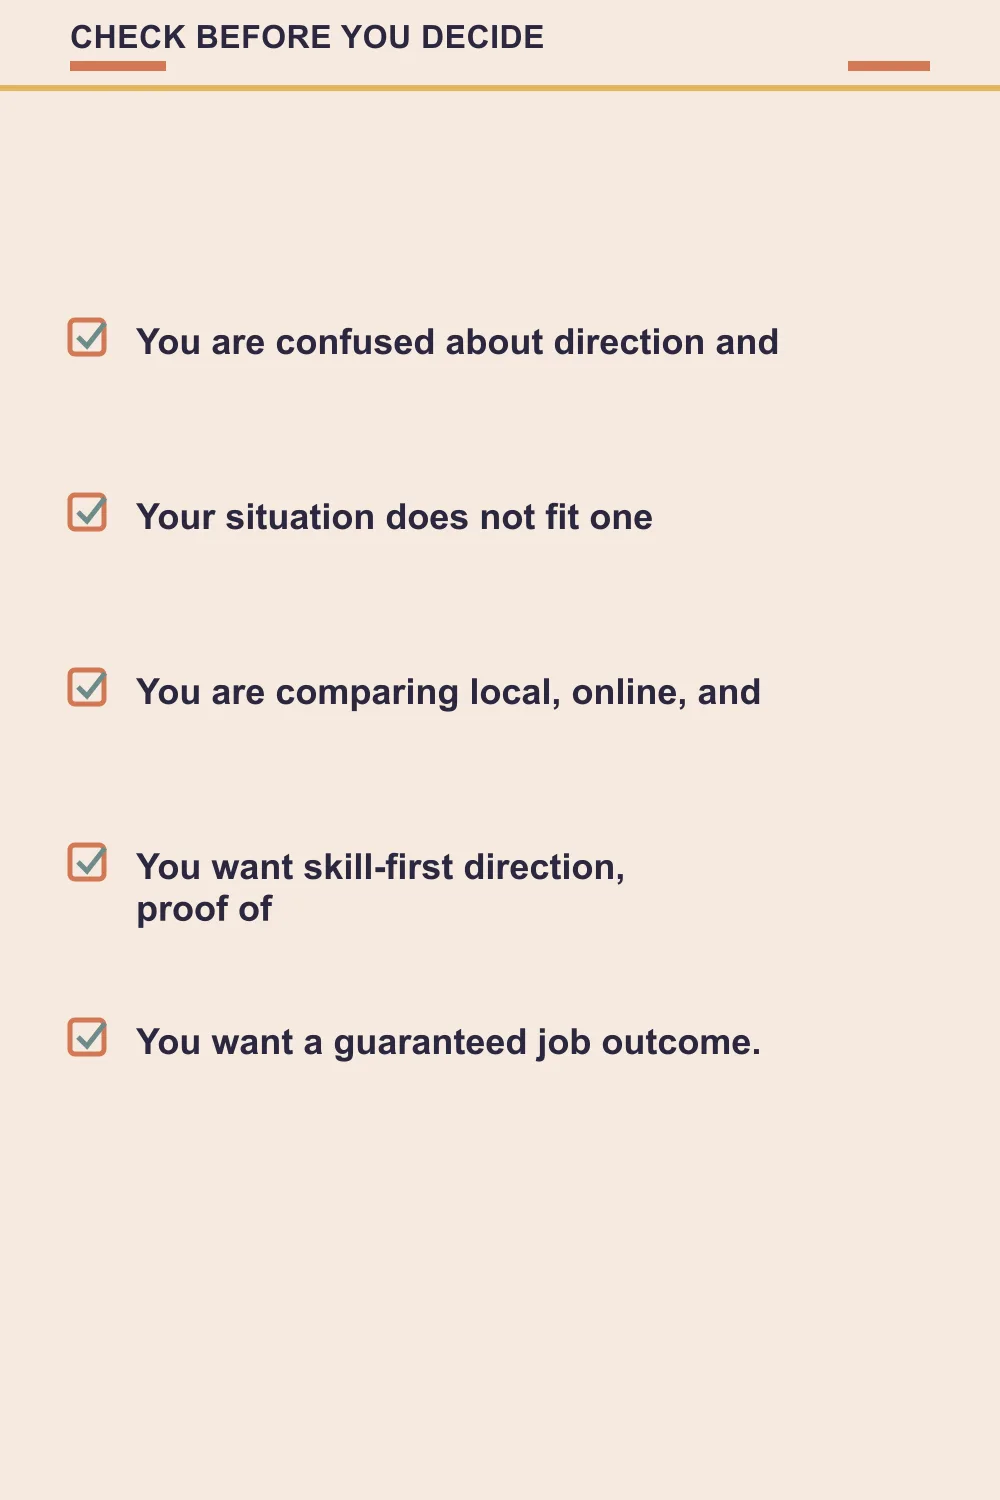 CHECK BEFORE YOU DECIDE
You are confused about direction and
Your situation does not fit one
You are comparing local, online, and
You want skill-first direction,
proof of
You want a guaranteed job outcome.